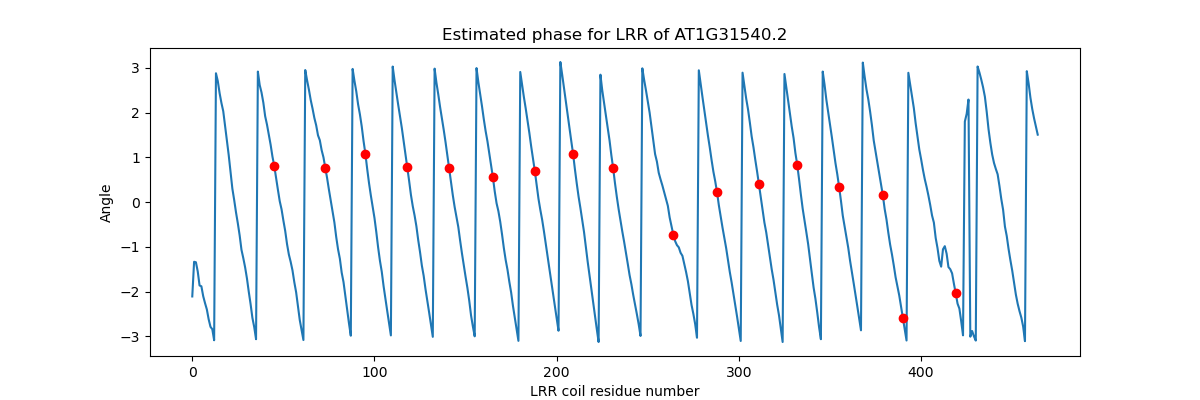 Estimated phase for LRR of AT1G31540.2
3
2
1
0
−1
−2
−3
Angle
0 100 200 300 400
LRR coil residue number